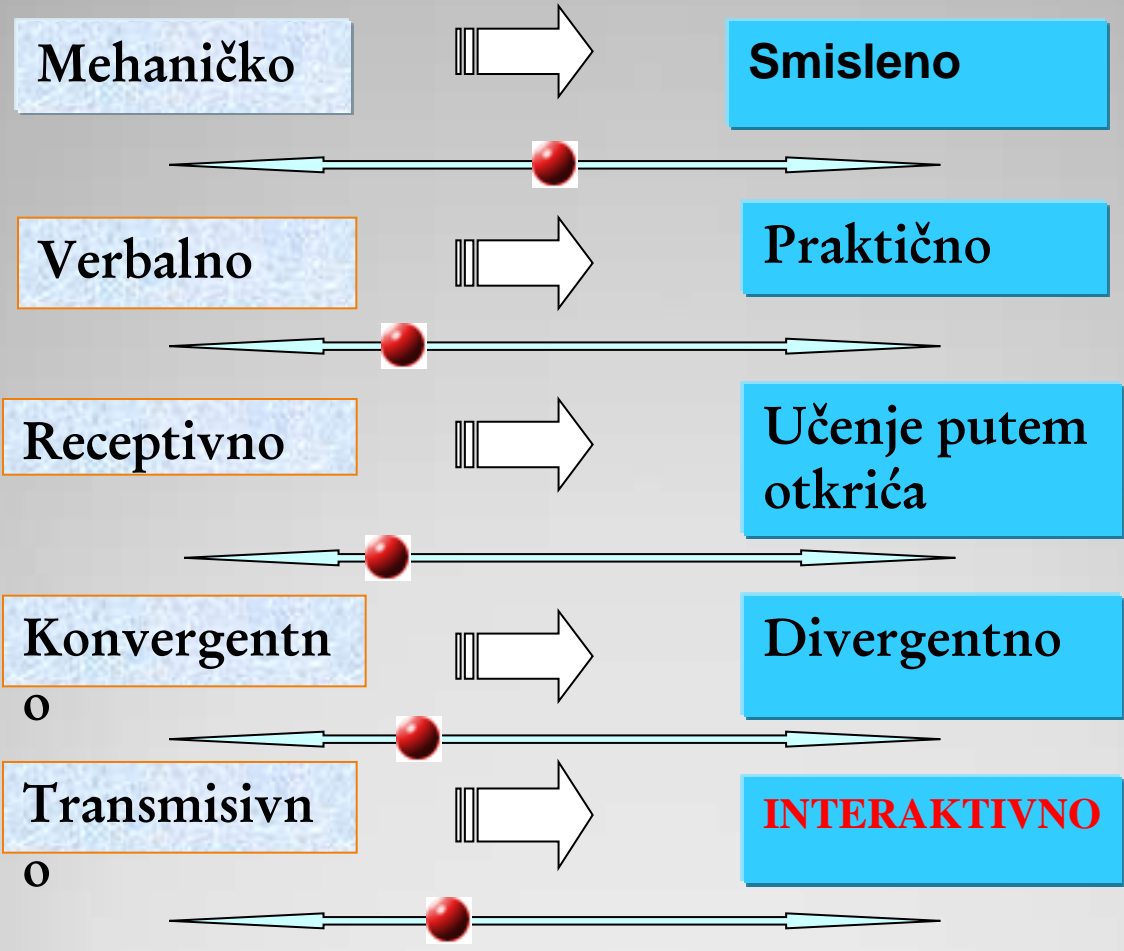 Mehaničko
Smisleno
Verbalno
Praktično
Receptivno
Učenje putem
otkrića
Konvergentn
o
Divergentno
Transmisivn
o
INTERAKTIVNO